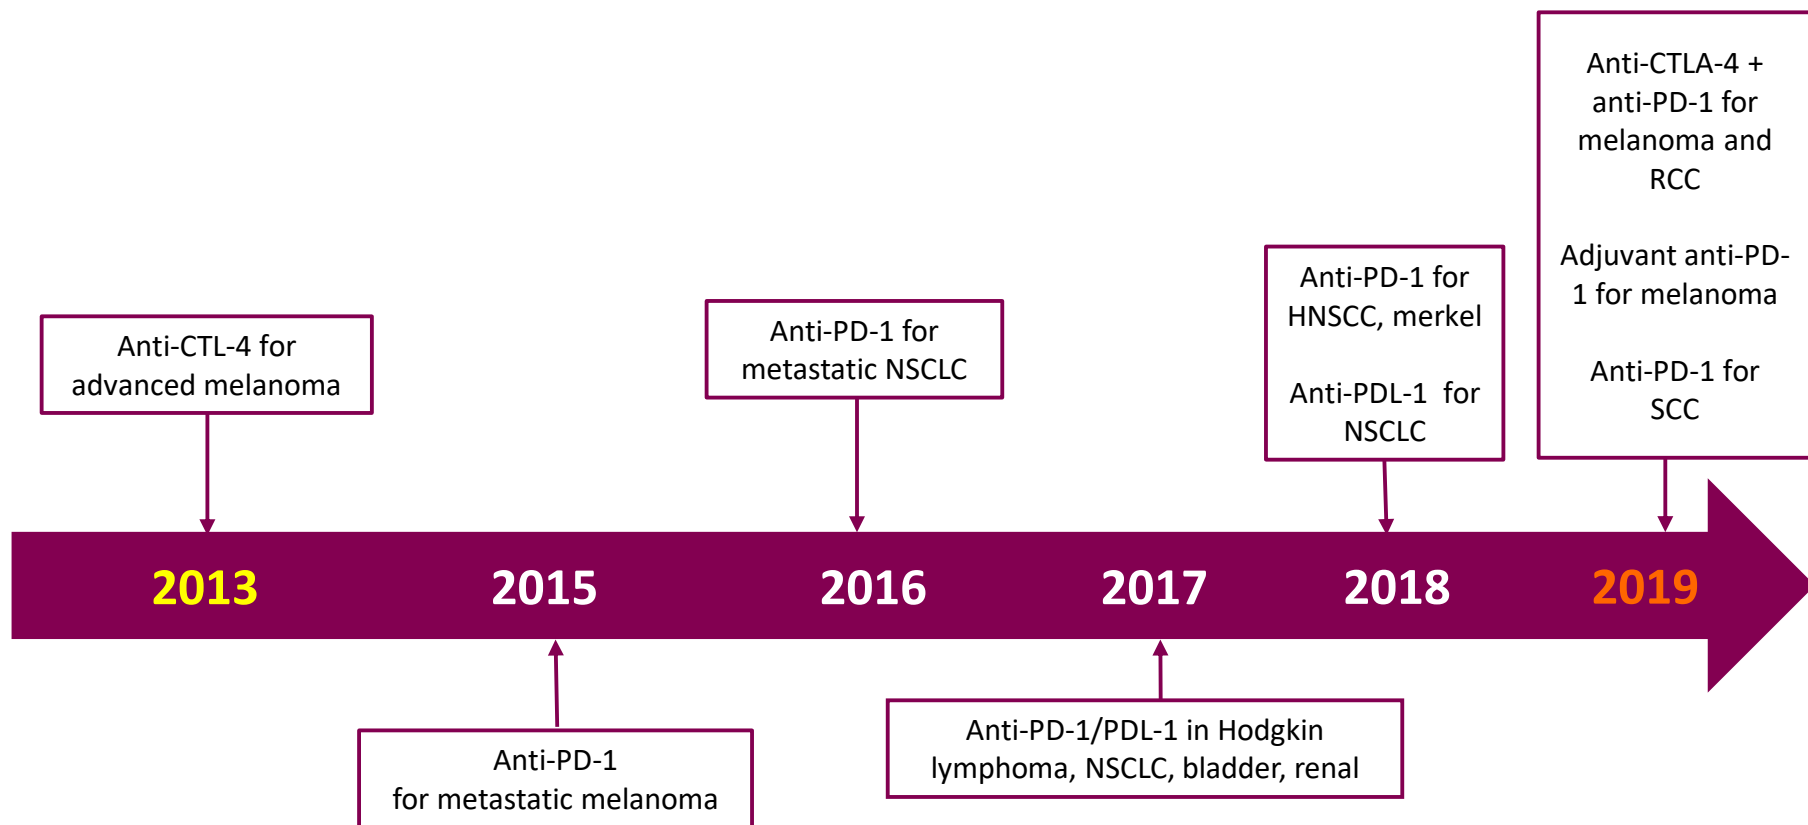 Anti-CTLA-4 +
anti-PD-1 for
melanoma and
RCC
Adjuvant anti-PD-
1 for melanoma
Anti-PD-1 for
SCC
Anti-PD-1 for
HNSCC, merkel
Anti-PDL-1 for
NSCLC
Anti-CTL-4 for
advanced melanoma
Anti-PD-1 for
metastatic NSCLC
2013
2015
2016
2017
2018
2019
Anti-PD-1
for metastatic melanoma
Anti-PD-1/PDL-1 in Hodgkin
lymphoma, NSCLC, bladder, renal